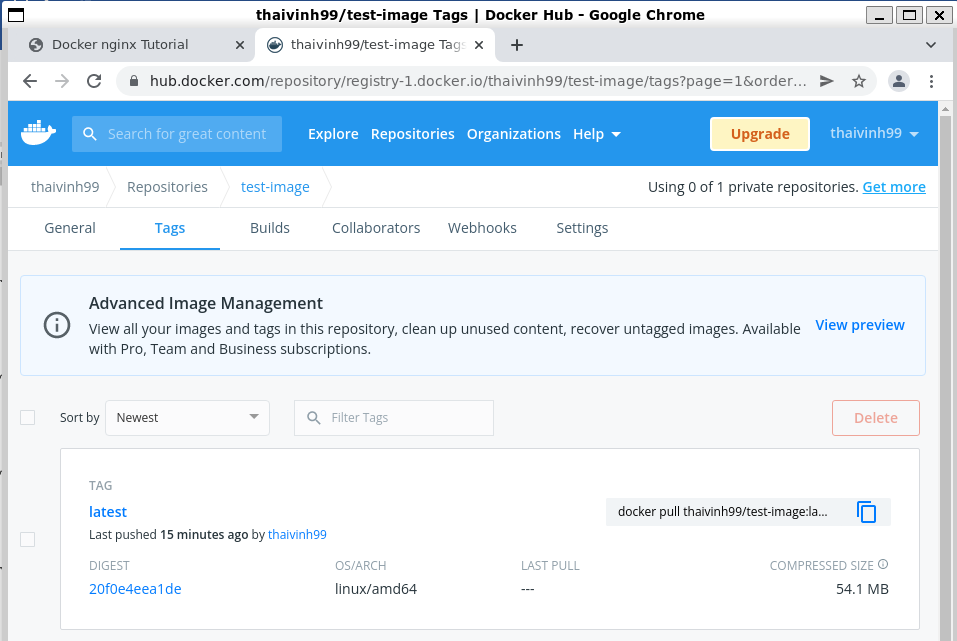 thaivinh99/test-image Tags | Docker Hub - Google Chrome
Docker nginx Tutorial
thaivinh99/test-image Tags
hub.docker.com/repository/registry-1.docker.io/thaivinh99/test-image/tags?page=1&order...
Search for great content
Explore Repositories Organizations Help
Upgrade
thaivinh99
thaivinh99 Repositories test-image
Using 0 of 1 private repositories. Get more
General Tags Builds Collaborators Webhooks Settings
Advanced Image Management
View all your images and tags in this repository, clean up unused content, recover untagged images. Available
with Pro, Team and Business subscriptions.
View preview
Sort by Newest
Filter Tags
Delete
TAG
latest
docker pull thaivinh99/test-image:la...
Last pushed 15 minutes ago by thaivinh99
DIGEST OS/ARCH LAST PULL COMPRESSED SIZE
20f0e4eea1de linux/amd64 --- 54.1 MB